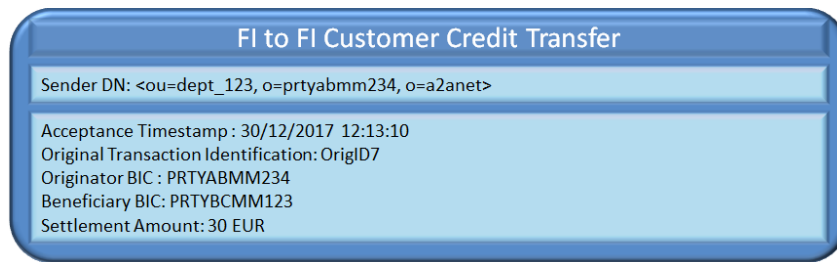 FI to FI Customer Credit Transfer
Sender DN: <ou=dept_123, o=prtyabmm234, o=a2anet>
Acceptance Timestamp : 30/12/2017 12:13:10
Original Transaction Identification: OrigID7
Originator BIC : PRTYABMM234
Beneficiary BIC: PRTYBCMM123
Settlement Amount: 30 EUR